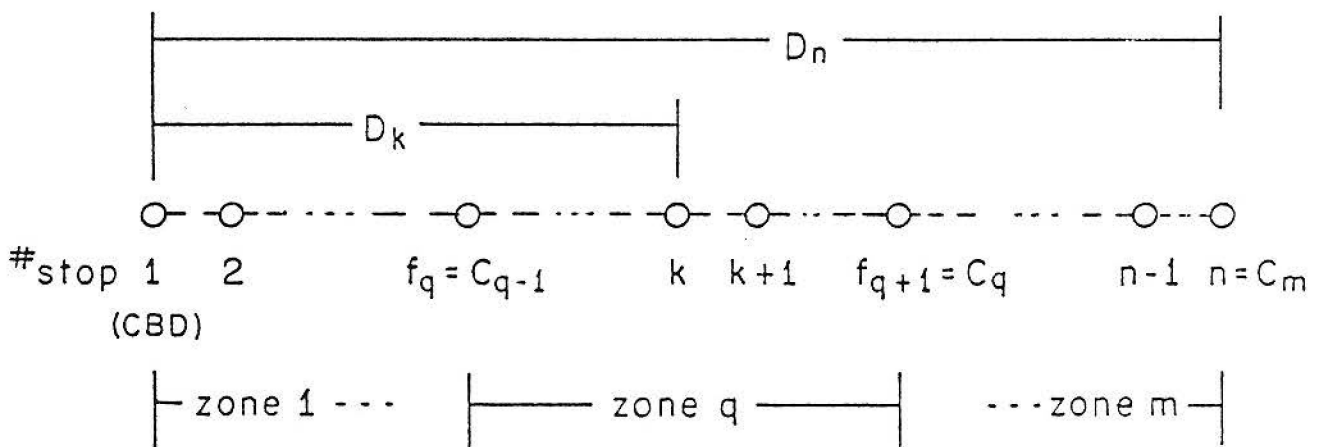 Dn
Dk
#stop 1 2 fq = Cq-1 k k+1 fq+1 = Cq n-1 n=Cm
(CBD)
zone 1 --- zone q ---zone m